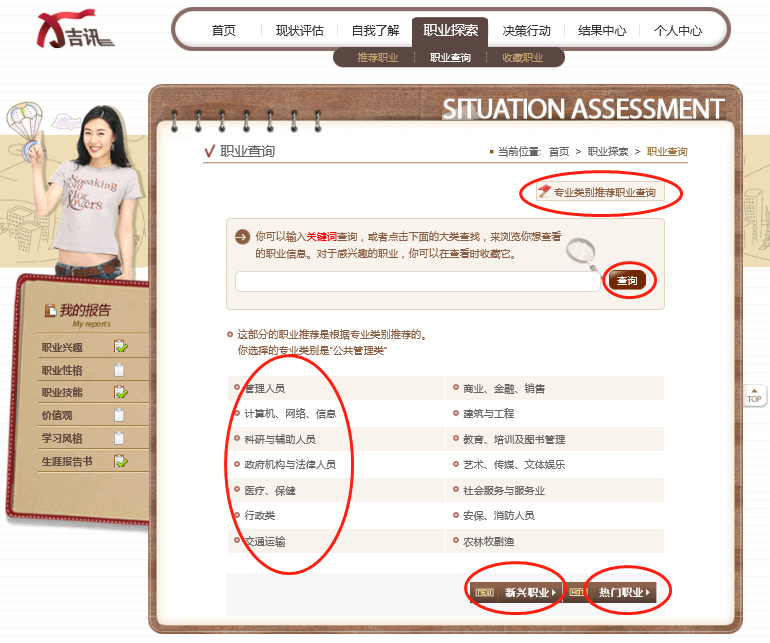 吉讯
首页
现状评估
自我了解
职业探索
决策行动
结果中心
个人中心
推荐职业
职业查询
收藏职业
SITUATION ASSESSMENT
职业查询
当前位置: 首页 > 职业探索 > 职业查询
专业类别推荐职业查询
Speaking
out
for
lovers
你可以输入关键词查询，或者点击下面的大类查找，来浏览你想查看
的职业信息。对于感兴趣的职业，你可以在查看时收藏它。
查询
我的报告
My reports
职业兴趣
职业性格
职业技能
价值观
学习风格
生涯报告书
这部分的职业推荐是根据专业类别推荐的。
你选择的专业类别是"公共管理类"
管理人员
商业、金融、销售
计算机、网络、信息
建筑与工程
科研与辅助人员
教育、培训及图书管理
政府机构与法律人员
艺术、传媒、文体娱乐
医疗、保健
社会服务与服务业
行政类
安保、消防人员
交通运输
农林牧副渔
TOP
NEW 新兴职业
HOT 热门职业